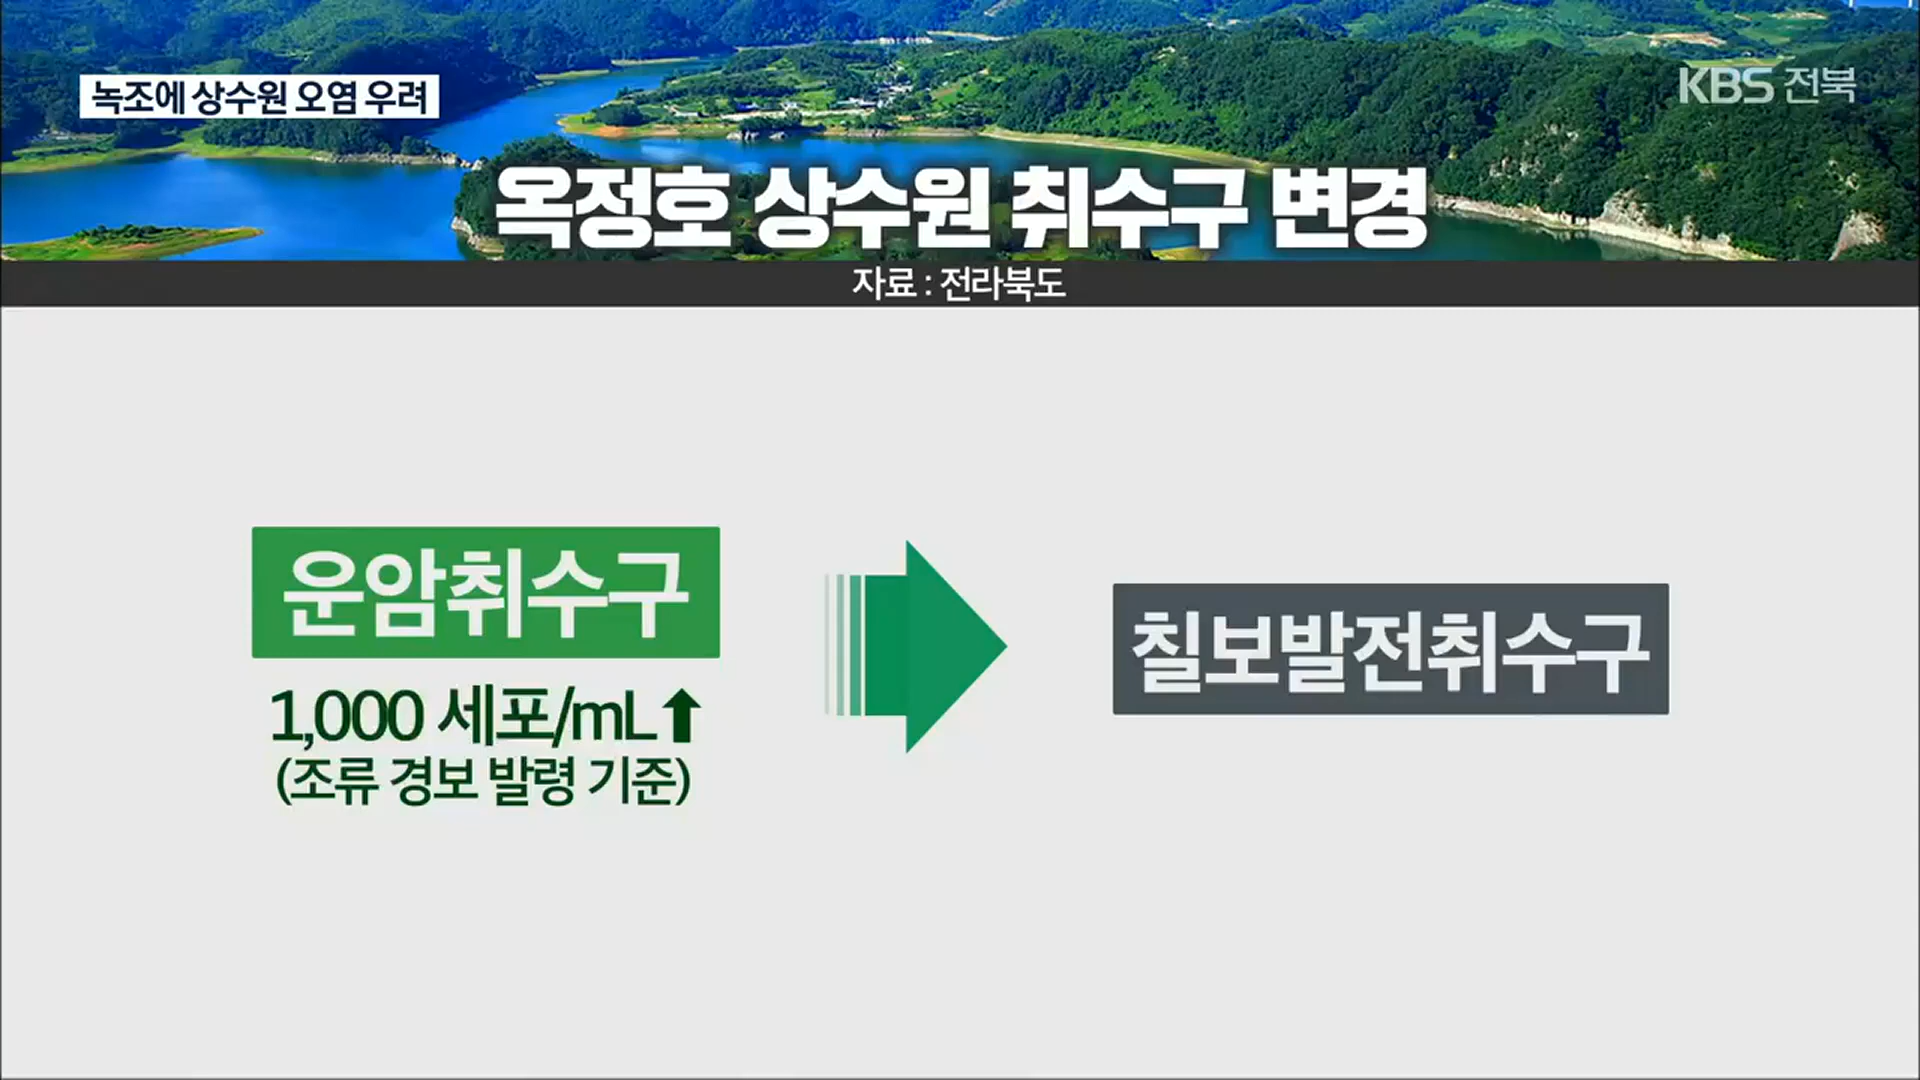 녹조에 상수원 오염 우려
KBS 전북
옥정호 상수원 취수구 변경
자료 : 전라북도
운암취수구
1,000 세포/mL⬆
(조류 경보 발령 기준)
칠보발전취수구